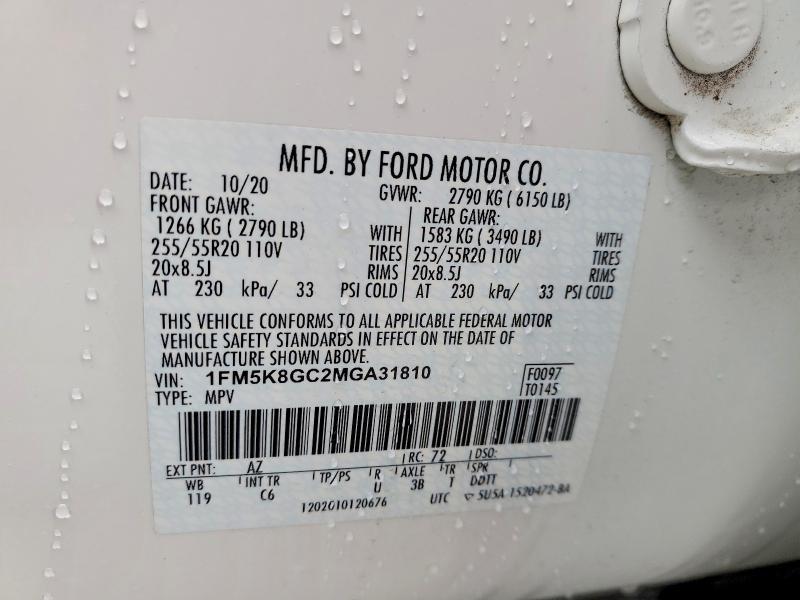 MFD. BY FORD MOTOR CO.
DATE: 10/20 GVWR: 2790 KG ( 6150 LB)
FRONT GAWR: REAR GAWR:
1266 KG ( 2790 LB) WITH 1583 KG ( 3490 LB) WITH
255/55R20 110V TIRES 255/55R20 110V TIRES
20x8.5J RIMS 20x8.5J RIMS
AT 230 kPa/ 33 PSI COLD AT 230 kPa/ 33 PSI COLD
THIS VEHICLE CONFORMS TO ALL APPLICABLE FEDERAL MOTOR
VEHICLE SAFETY STANDARDS IN EFFECT ON THE DATE OF
MANUFACTURE SHOWN ABOVE.
VIN: 1FM5K8GC2MGA31810 F0097
TYPE: MPV T0145
EXT PNT: AZ RC: 72 DSO:
WB INT TR TP/PS R AXLE TR SPR
119 C6 U 3B T DDTT
1202010120676 UTC 5U5A 1520472-BA